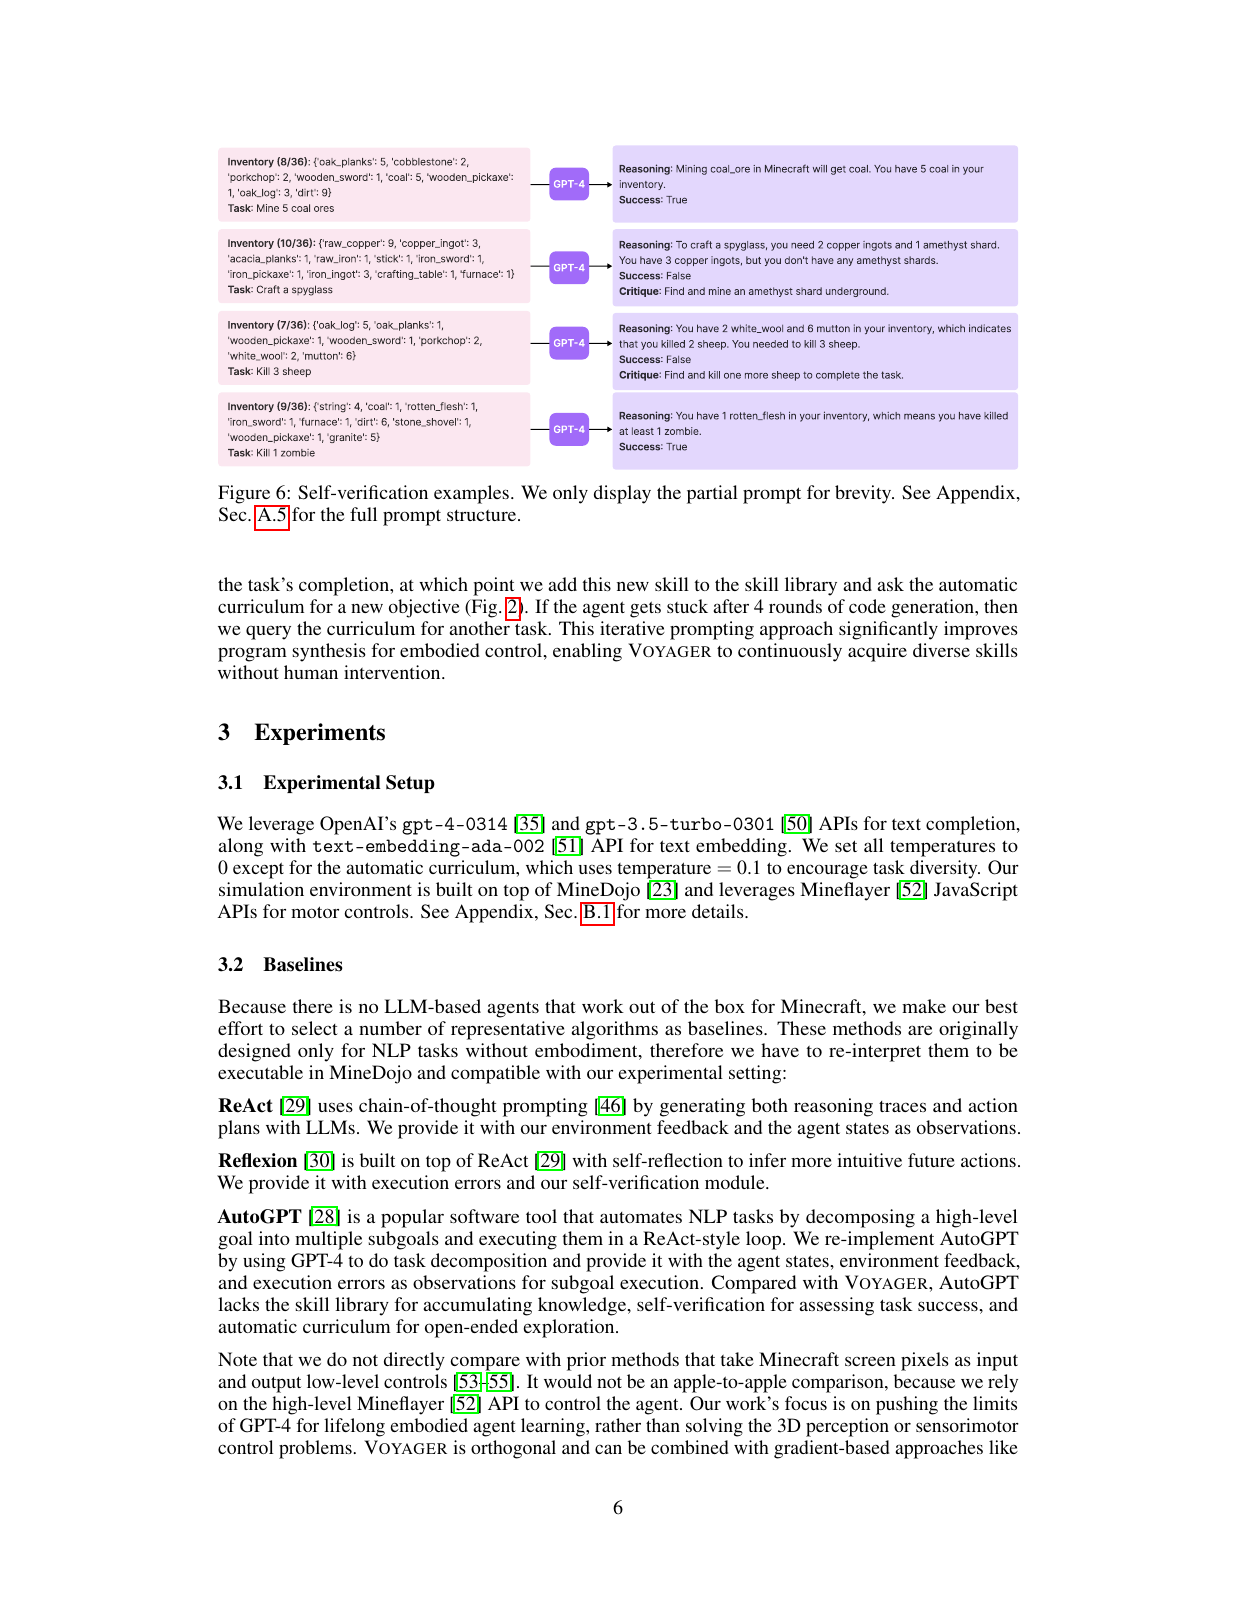 Inventory (8/36): {'oak_planks': 5, 'cobblestone': 2,
'porkchop': 2, 'wooden_sword': 1, 'coal': 5, 'wooden_pickaxe':
1, 'oak_log': 3, 'dirt': 9}
Task: Mine 5 coal ores
GPT-4
Reasoning: Mining coal_ore in Minecraft will get coal. You have 5 coal in your
inventory.
Success: True
Inventory (10/36): {'raw_copper': 9, 'copper_ingot': 3,
'acacia_planks': 1, 'raw_iron': 1, 'stick': 1, 'iron_sword': 1,
'iron_pickaxe': 1, 'iron_ingot': 3, 'crafting_table': 1, 'furnace': 1}
Task: Craft a spyglass
GPT-4
Reasoning: To craft a spyglass, you need 2 copper ingots and 1 amethyst shard.
You have 3 copper ingots, but you don't have any amethyst shards.
Success: False
Critique: Find and mine an amethyst shard underground.
Inventory (7/36): {'oak_log': 5, 'oak_planks': 1,
'wooden_pickaxe': 1, 'wooden_sword': 1, 'porkchop': 2,
'white_wool': 2, 'mutton': 6}
Task: Kill 3 sheep
GPT-4
Reasoning: You have 2 white_wool and 6 mutton in your inventory, which indicates
that you killed 2 sheep. You needed to kill 3 sheep.
Success: False
Critique: Find and kill one more sheep to complete the task.
Inventory (9/36): {'string': 4, 'coal': 1, 'rotten_flesh': 1,
'iron_sword': 1, 'furnace': 1, 'dirt': 6, 'stone_shovel': 1,
'wooden_pickaxe': 1, 'granite': 5}
Task: Kill 1 zombie
GPT-4
Reasoning: You have 1 rotten_flesh in your inventory, which means you have killed
at least 1 zombie.
Success: True
Figure 6: Self-verification examples. We only display the partial prompt for brevity. See Appendix,
Sec. A.5 for the full prompt structure.
the task's completion, at which point we add this new skill to the skill library and ask the automatic
curriculum for a new objective (Fig. 2). If the agent gets stuck after 4 rounds of code generation, then
we query the curriculum for another task. This iterative prompting approach significantly improves
program synthesis for embodied control, enabling VOYAGER to continuously acquire diverse skills
without human intervention.
3 Experiments
3.1 Experimental Setup
We leverage OpenAI's gpt-4-0314 [35] and gpt-3.5-turbo-0301 [50] APIs for text completion,
along with text-embedding-ada-002 [51] API for text embedding. We set all temperatures to
0 except for the automatic curriculum, which uses temperature = 0.1 to encourage task diversity. Our
simulation environment is built on top of MineDojo [23] and leverages Mineflayer [52] JavaScript
APIs for motor controls. See Appendix, Sec. B.1 for more details.
3.2 Baselines
Because there is no LLM-based agents that work out of the box for Minecraft, we make our best
effort to select a number of representative algorithms as baselines. These methods are originally
designed only for NLP tasks without embodiment, therefore we have to re-interpret them to be
executable in MineDojo and compatible with our experimental setting:
ReAct [29] uses chain-of-thought prompting [46] by generating both reasoning traces and action
plans with LLMs. We provide it with our environment feedback and the agent states as observations.
Reflexion [30] is built on top of ReAct [29] with self-reflection to infer more intuitive future actions.
We provide it with execution errors and our self-verification module.
AutoGPT [28] is a popular software tool that automates NLP tasks by decomposing a high-level
goal into multiple subgoals and executing them in a ReAct-style loop. We re-implement AutoGPT
by using GPT-4 to do task decomposition and provide it with the agent states, environment feedback,
and execution errors as observations for subgoal execution. Compared with VOYAGER, AutoGPT
lacks the skill library for accumulating knowledge, self-verification for assessing task success, and
automatic curriculum for open-ended exploration.
Note that we do not directly compare with prior methods that take Minecraft screen pixels as input
and output low-level controls [53–55]. It would not be an apple-to-apple comparison, because we rely
on the high-level Mineflayer [52] API to control the agent. Our work's focus is on pushing the limits
of GPT-4 for lifelong embodied agent learning, rather than solving the 3D perception or sensorimotor
control problems. VOYAGER is orthogonal and can be combined with gradient-based approaches like
6